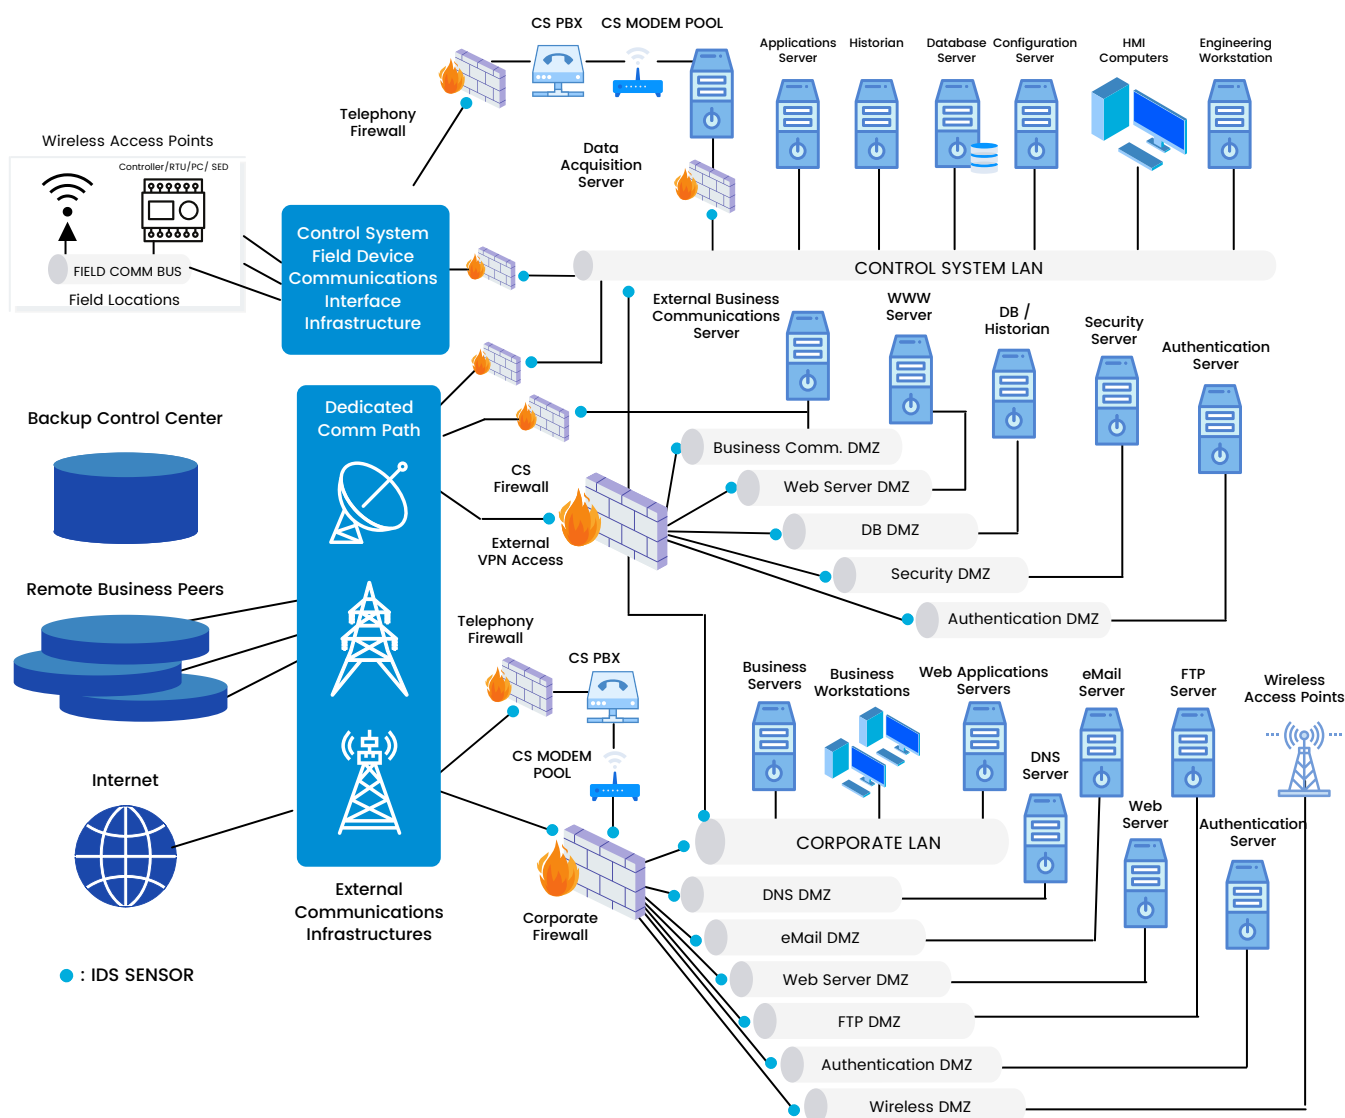 CS PBX
CS MODEM POOL
Applications
Server
Historian
Database
Server
Configuration
Server
HMI
Computers
Engineering
Workstation
Telephony
Firewall
Data
Acquisition
Server
Wireless Access Points
Controller/RTU/PC/ SED
FIELD COMM BUS
Field Locations
Control System
Field Device
Communications
Interface
Infrastructure
CONTROL SYSTEM LAN
External Business
Communications
Server
WWW
Server
DB /
Historian
Security
Server
Authentication
Server
Backup Control Center
Dedicated
Comm Path
CS
Firewall
External
VPN Access
Business Comm. DMZ
Web Server DMZ
DB DMZ
Security DMZ
Authentication DMZ
Remote Business Peers
Telephony
Firewall
CS PBX
CS MODEM
POOL
Business
Servers
Business
Workstations
Web Applications
Servers
DNS
Server
eMail
Server
Web
Server
FTP
Server
Authentication
Server
Wireless
Access Points
Internet
CORPORATE LAN
DNS DMZ
eMail DMZ
Web Server DMZ
FTP DMZ
Authentication DMZ
Wireless DMZ
Corporate
Firewall
External
Communications
Infrastructures
: IDS SENSOR